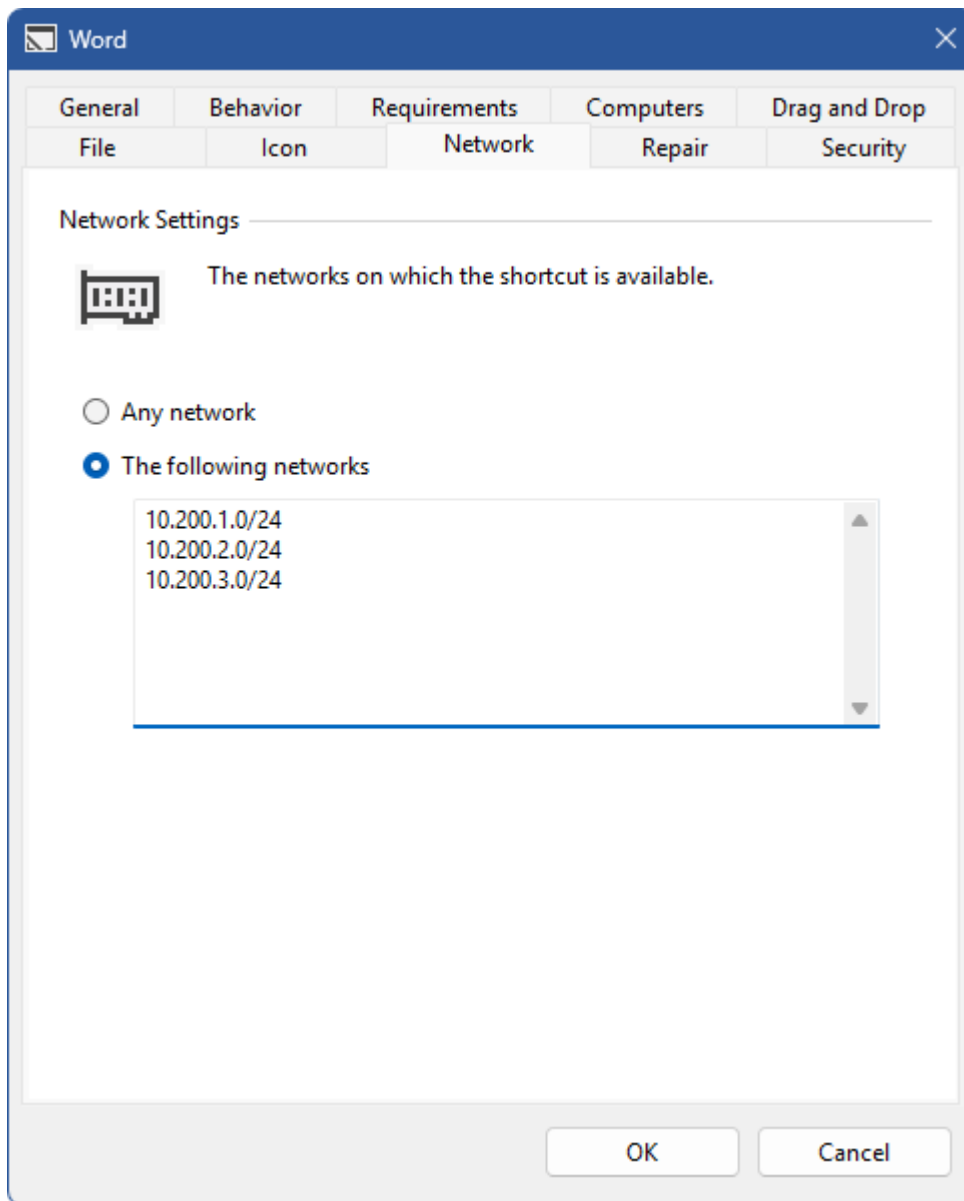 Word
General Behavior Requirements Computers Drag and Drop
File Icon Network Repair Security
Network Settings
The networks on which the shortcut is available.
Any network
The following networks
10.200.1.0/24
10.200.2.0/24
10.200.3.0/24
OK Cancel